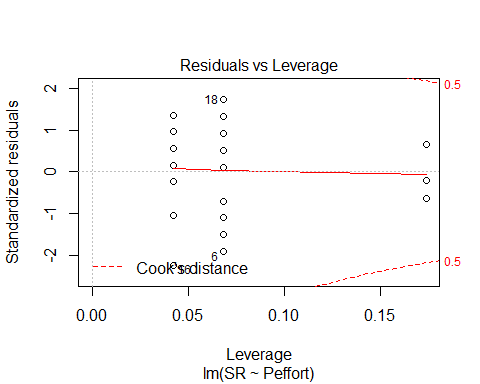 Residuals vs Leverage
Standardized residuals
2
1
0
-1
-2
18
6
0.5
0.5
Cook's distance
0.00
0.05
0.10
0.15
Leverage
lm(SR ~ Peffort)